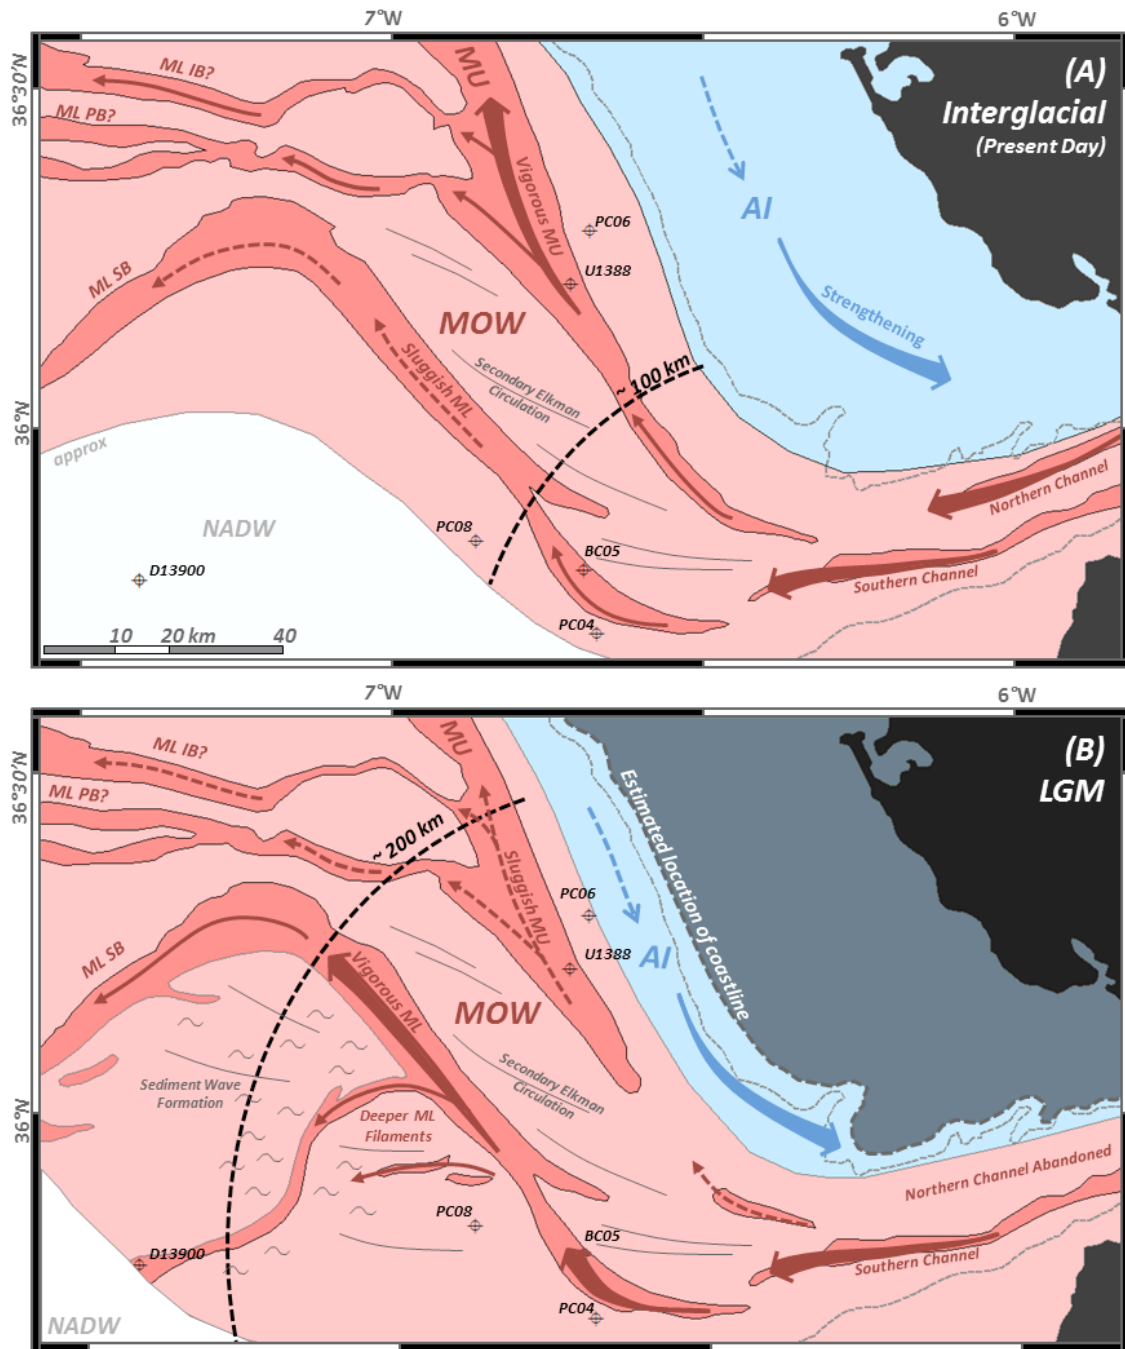 7°W
6°W
36°30'N
36°N
(A)
Interglacial
(Present Day)
ML IB?
ML PB?
MU
Vigorous MU
PC06
U1388
AI
Strengthening
ML SB
MOW
Sluggish ML
Secondary Elkman
Circulation
~ 100 km
approx
NADW
PC08
D13900
BC05
PC04
Northern Channel
Southern Channel
10
20 km
40
7°W
6°W
36°30'N
36°N
(B)
LGM
ML IB?
ML PB?
MU
~ 200 km
Sluggish MU
Estimated location of coastline
PC06
U1388
AI
ML SB
Vigorous ML
MOW
Secondary Elkman
Circulation
Sediment Wave
Formation
Deeper ML
Filaments
PC08
D13900
BC05
PC04
Northern Channel Abandoned
Southern Channel
NADW